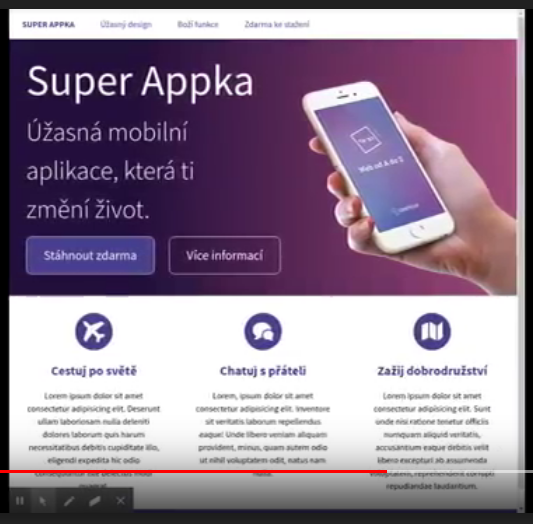 SUPER APPKA Úžasný design Boží funkce Zdarma ke stažení
Super Appka
Úžasná mobilní
aplikace, která ti
změní život.
Web od A do Z
Stáhnout zdarma Více informací
Cestuj po světě
Lorem ipsum dolor sit amet
consectetur adipisicing elit. Deserunt
ullam laboriosam nulla deleniti
dolores laborum quis harum
necessitatibus debitis cupiditate illo,
eligendi expedita hic odio
Chatuj s přáteli
Lorem, ipsum dolor sit amet
consectetur adipisicing elit. Inventore
sit veritatis laborum repellendus
eaque! Unde libero veniam aliquam
provident, minus, quam autem odio
ut nihil voluptatem odit, natus nam
Zažij dobrodružství
Lorem ipsum dolor sit amet
consectetur adipisicing elit. Sunt
unde nisi ratione tenetur officiis
numquam aliquid veritatis,
accusantium eaque debitis velit
libero excepturi ab assumenda
voluptatem, reprehenderit corrupti
repudiandae laudantium.